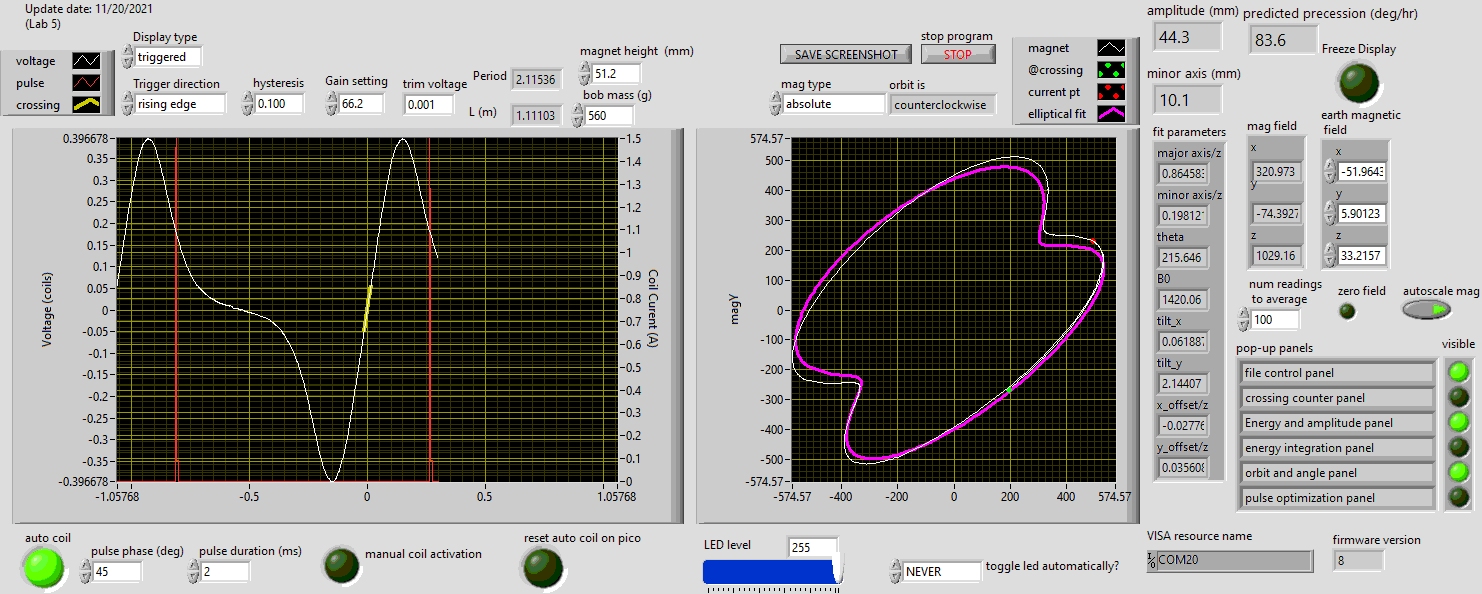 Update date: 11/20/2021
(Lab 5)
voltage
pulse
crossing
Display type
triggered
Trigger direction
rising edge
hysteresis
0.100
Gain setting
66.2
trim voltage
0.001
Period
2.11536
L (m)
1.11103
magnet height (mm)
51.2
bob mass (g)
560
SAVE SCREENSHOT
stop program
STOP
mag type
absolute
orbit is
counterclockwise
magnet
@crossing
current pt
elliptical fit
amplitude (mm)
44.3
predicted precession (deg/hr)
83.6
minor axis (mm)
10.1
Freeze Display
Voltage (coils)
0.396678
0.35
0.3
0.25
0.2
0.15
0.1
0.05
0
-0.05
-0.1
-0.15
-0.2
-0.25
-0.3
-0.35
-0.396678
-1.05768
-0.5
0
0.5
1.05768
1.5
1.4
1.3
1.2
1.1
1
0.9
0.8
0.7
0.6
0.5
0.4
0.3
0.2
0.1
0
Coil Current (A)
magy
574.57
500
400
300
200
100
0
-100
-200
-300
-400
-500
-574.57
-574.57
-400
-200
0
200
400
574.57
fit parameters
major axis/z
0.86458
minor axis/z
0.19812
theta
215.646
B0
1420.06
tilt_x
0.06188
tilt_y
2.14407
x_offset/z
-0.0277
y_offset/z
0.03560
mag field
x
320.973
y
-74.3927
z
1029.16
earth magnetic
field
x
-51.964
y
5.90123
z
33.2157
num readings
to average
100
zero field
autoscale mag
pop-up panels
visible
file control panel
crossing counter panel
Energy and amplitude panel
energy integration panel
orbit and angle panel
pulse optimization panel
auto coil
pulse phase (deg)
45
pulse duration (ms)
2
manual coil activation
reset auto coil on pico
LED level
255
NEVER
toggle led automatically?
VISA resource name
COM20
firmware version
8